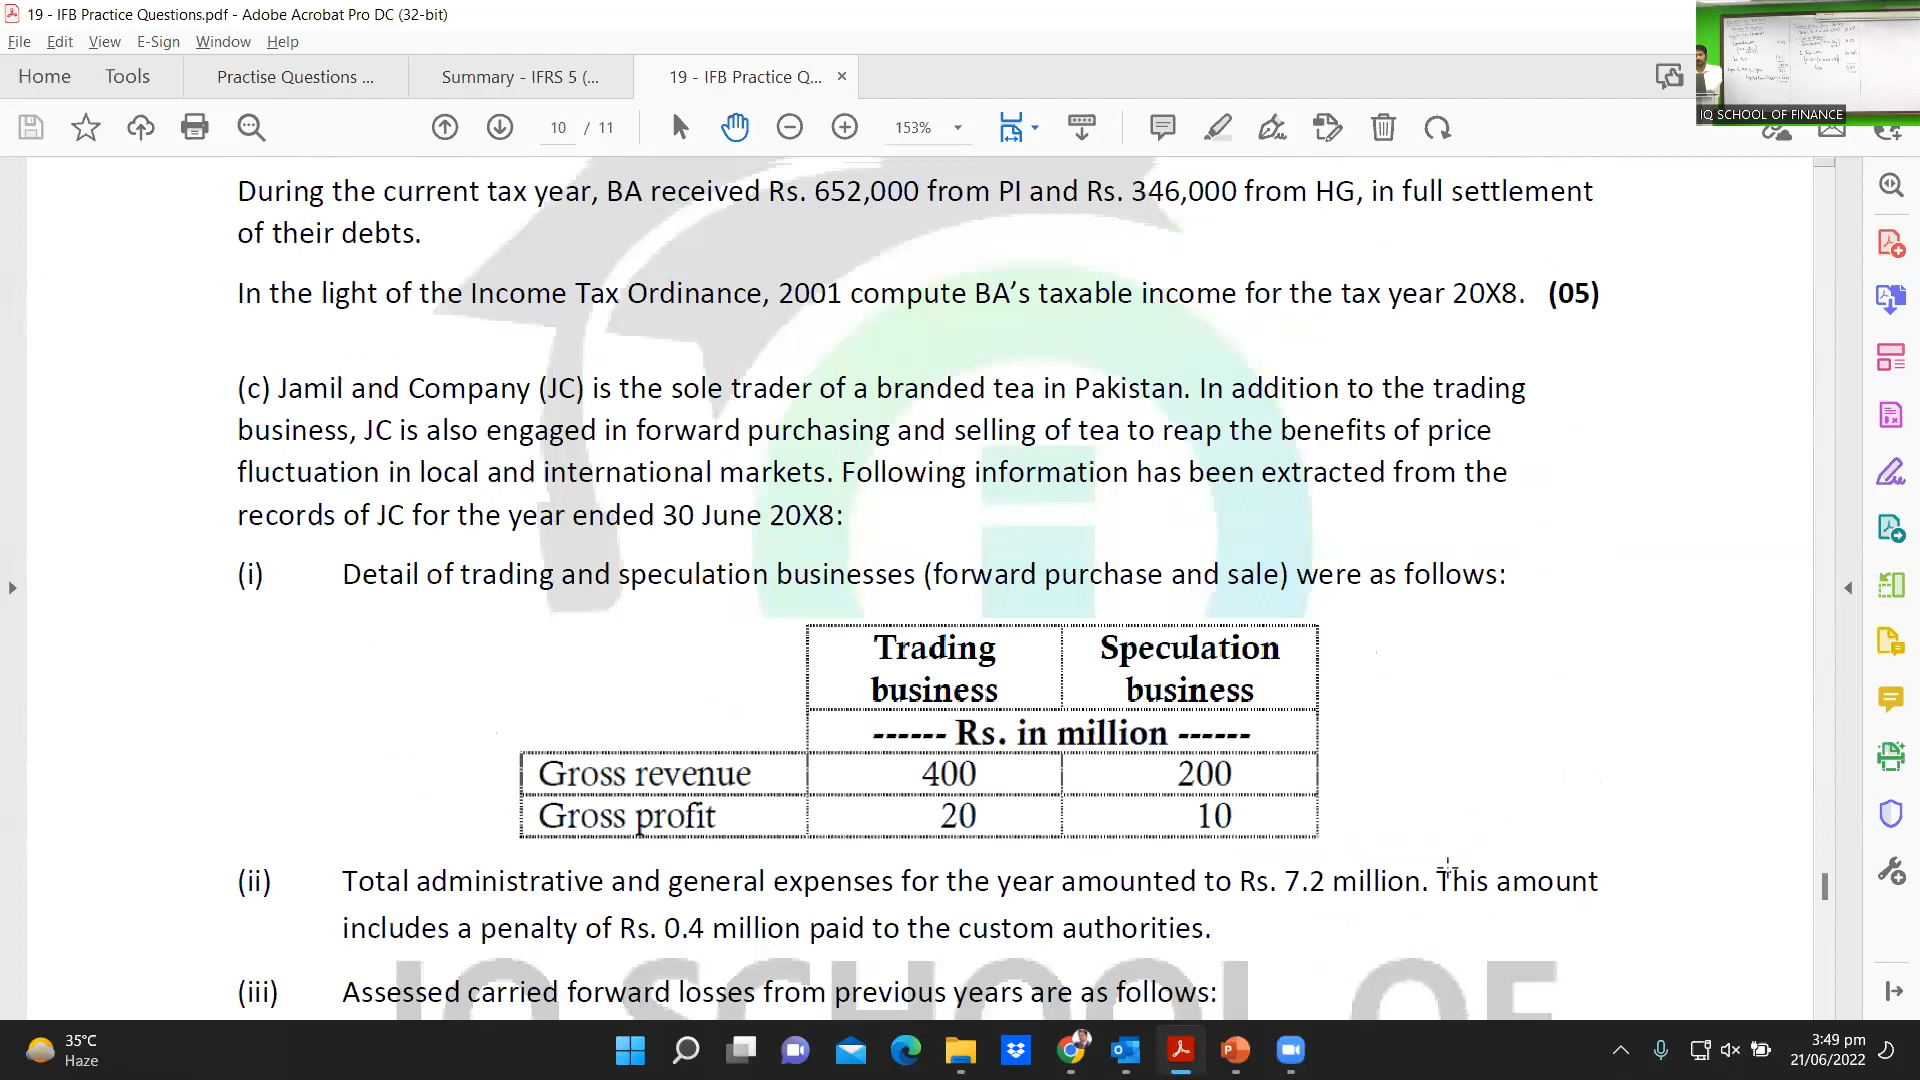 19 - IFB Practice Questions.pdf - Adobe Acrobat Pro DC (32-bit)
File Edit View E-Sign Window Help
Home Tools Practise Questions ... Summary - IFRS 5 (... 19 - IFB Practice Q... ×
10 / 11 153%
IQ SCHOOL OF FINANCE
During the current tax year, BA received Rs. 652,000 from PI and Rs. 346,000 from HG, in full settlement
of their debts.
In the light of the Income Tax Ordinance, 2001 compute BA’s taxable income for the tax year 20X8. (05)
(c) Jamil and Company (JC) is the sole trader of a branded tea in Pakistan. In addition to the trading
business, JC is also engaged in forward purchasing and selling of tea to reap the benefits of price
fluctuation in local and international markets. Following information has been extracted from the
records of JC for the year ended 30 June 20X8:
(i) Detail of trading and speculation businesses (forward purchase and sale) were as follows:
Trading business Speculation business
------ Rs. in million ------
Gross revenue 400 200
Gross profit 20 10
(ii) Total administrative and general expenses for the year amounted to Rs. 7.2 million. This amount
includes a penalty of Rs. 0.4 million paid to the custom authorities.
(iii) Assessed carried forward losses from previous years are as follows:
IQ SCHOOL OF
35°C
Haze
3:49 pm
21/06/2022